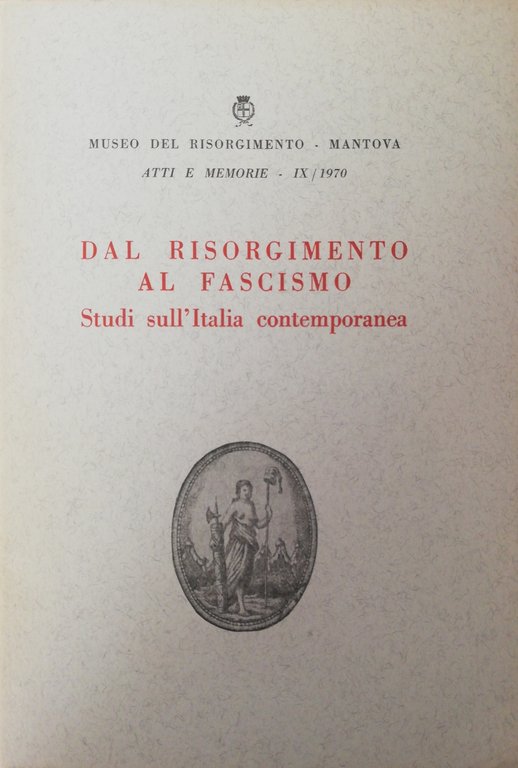 MUSEO DEL RISORGIMENTO - MANTOVA
ATTI E MEMORIE - IX/1970
DAL RISORGIMENTO
AL FASCISMO
Studi sull'Italia contemporanea